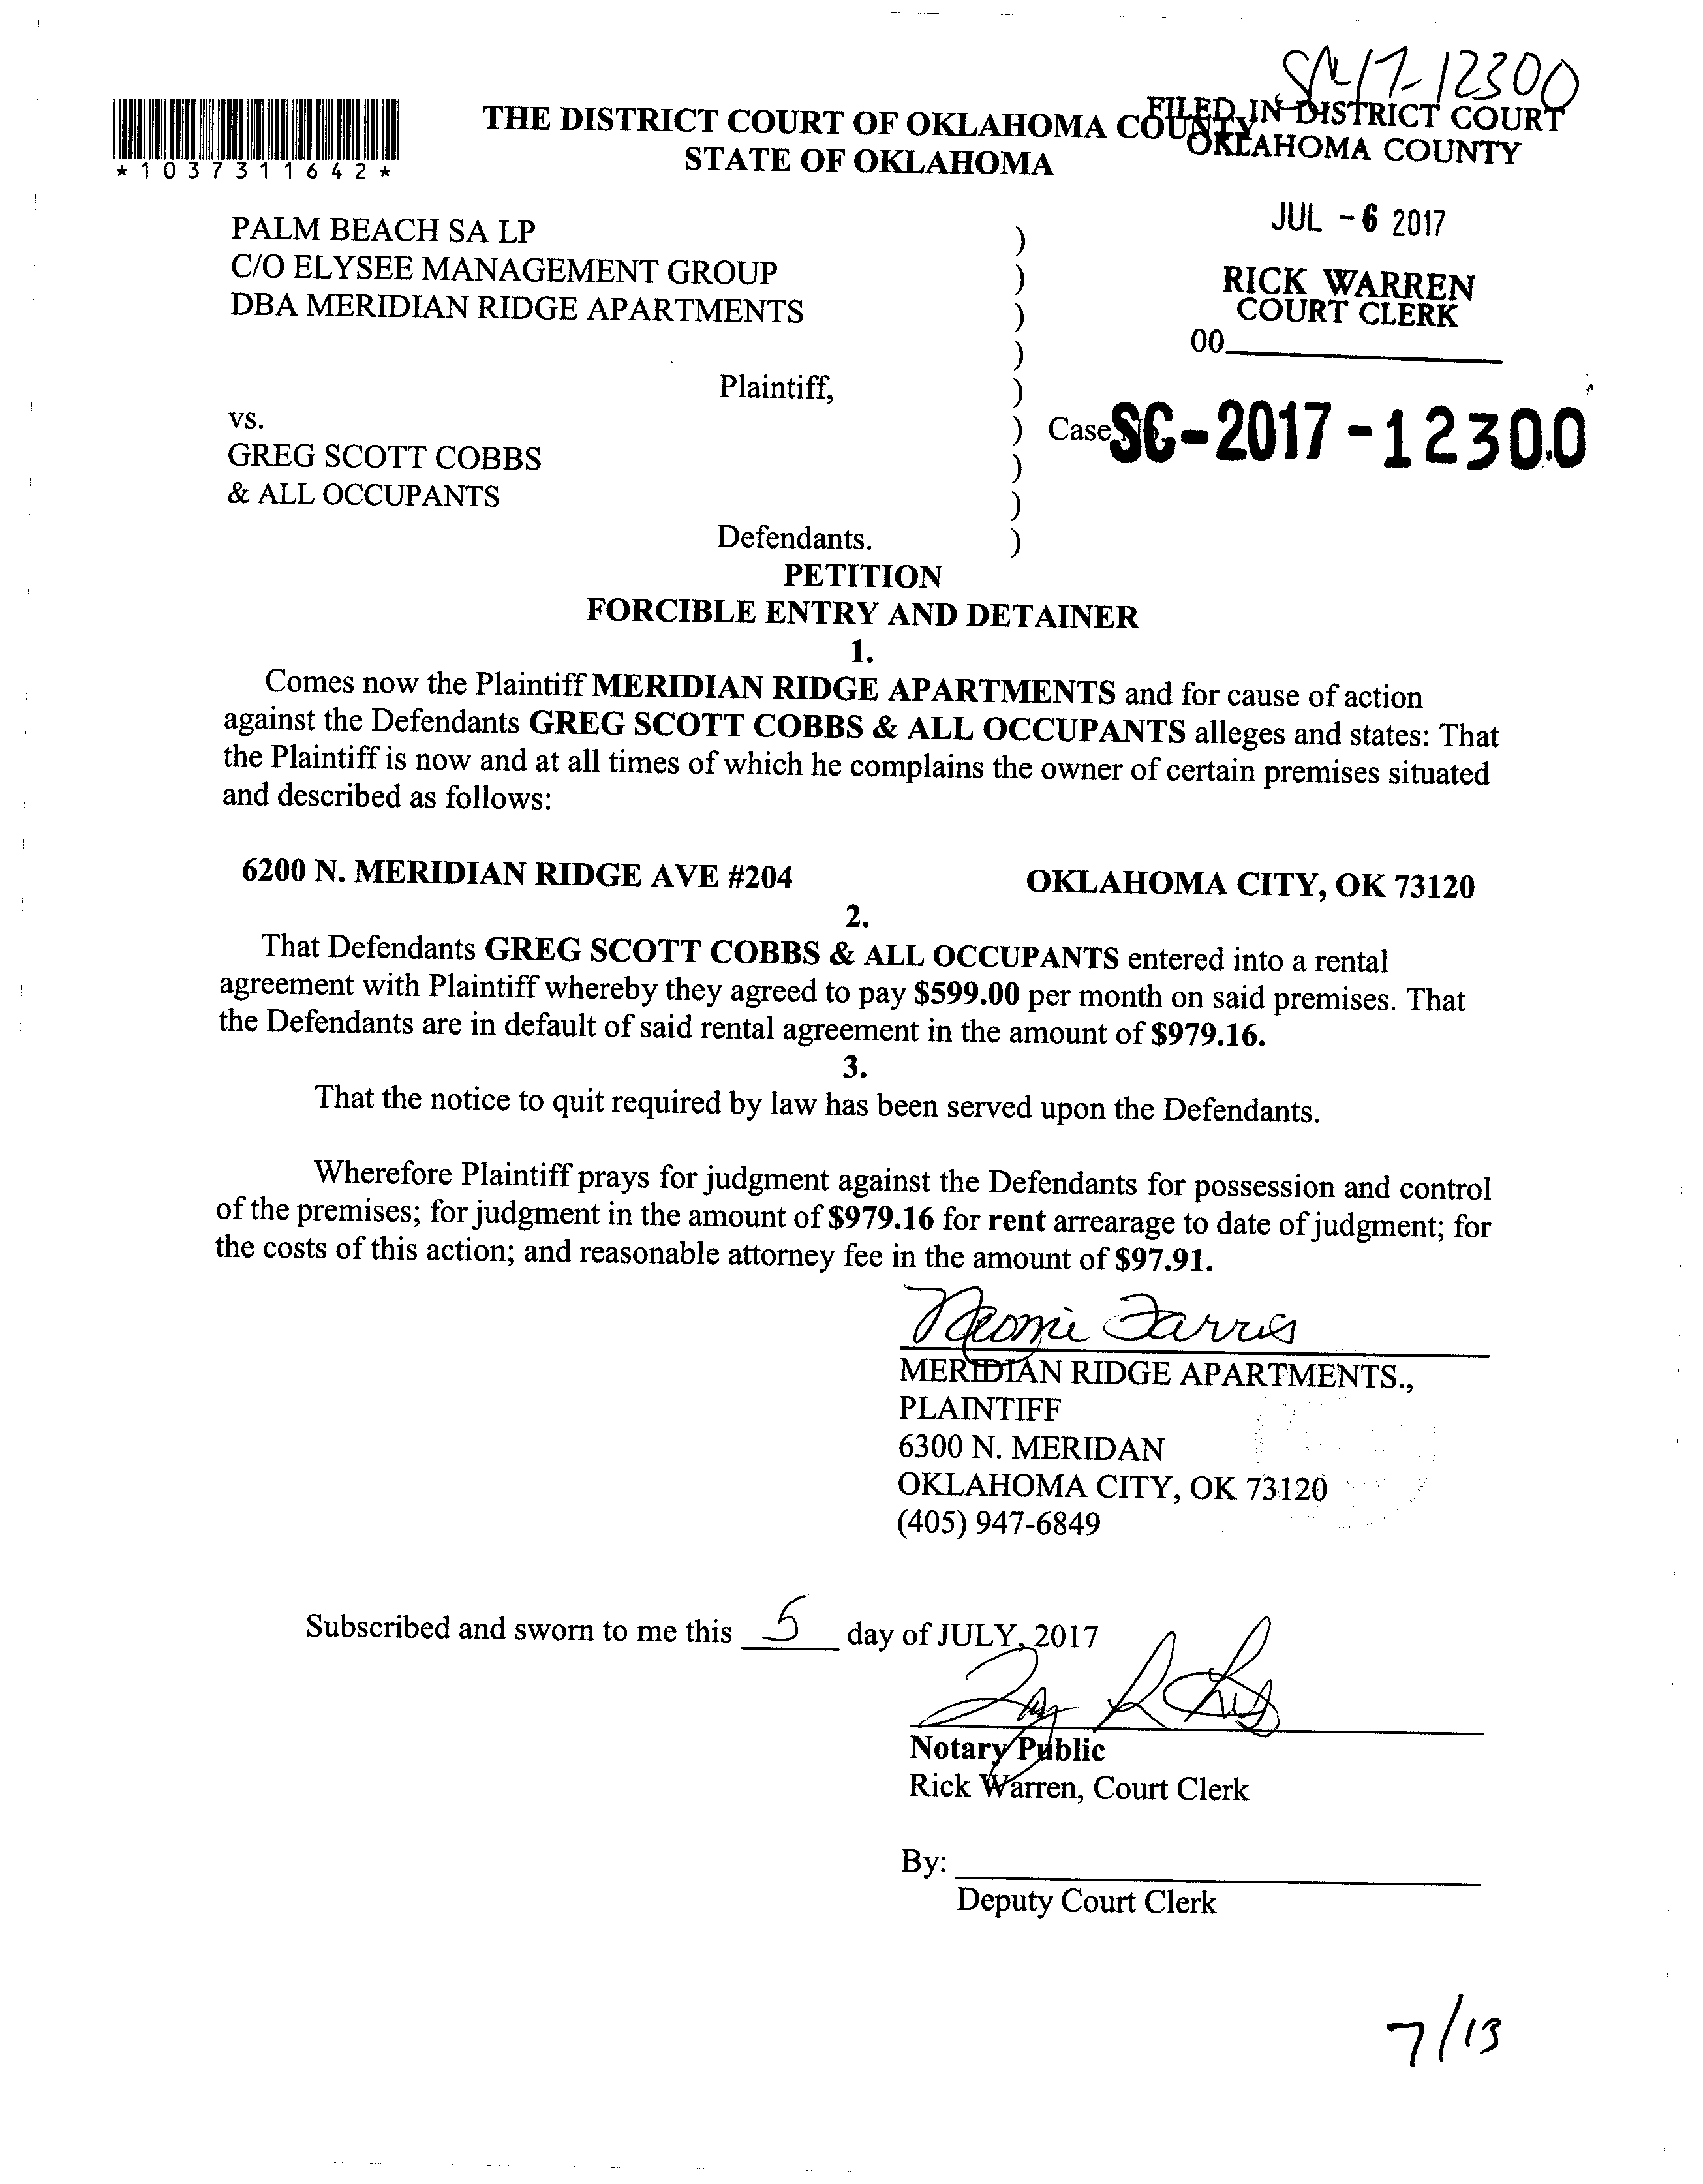 SC-17-12300
THE DISTRICT COURT OF OKLAHOMA COUNTY
STATE OF OKLAHOMA
*1037311642*
FILED IN DISTRICT COURT
OKLAHOMA COUNTY
JUL -6 2017
RICK WARREN
COURT CLERK
00
PALM BEACH SA LP )
C/O ELYSEE MANAGEMENT GROUP )
DBA MERIDIAN RIDGE APARTMENTS )
)
Plaintiff, )
vs. ) Case No. SC-2017-12300
GREG SCOTT COBBS )
& ALL OCCUPANTS )
Defendants. )
PETITION
FORCIBLE ENTRY AND DETAINER
1.
Comes now the Plaintiff MERIDIAN RIDGE APARTMENTS and for cause of action
against the Defendants GREG SCOTT COBBS & ALL OCCUPANTS alleges and states: That
the Plaintiff is now and at all times of which he complains the owner of certain premises situated
and described as follows:
6200 N. MERIDIAN RIDGE AVE #204 OKLAHOMA CITY, OK 73120
2.
That Defendants GREG SCOTT COBBS & ALL OCCUPANTS entered into a rental
agreement with Plaintiff whereby they agreed to pay $599.00 per month on said premises. That
the Defendants are in default of said rental agreement in the amount of $979.16.
3.
That the notice to quit required by law has been served upon the Defendants.
Wherefore Plaintiff prays for judgment against the Defendants for possession and control
of the premises; for judgment in the amount of $979.16 for rent arrearage to date of judgment; for
the costs of this action; and reasonable attorney fee in the amount of $97.91.
Naomi Farris
MERIDIAN RIDGE APARTMENTS.,
PLAINTIFF
6300 N. MERIDAN
OKLAHOMA CITY, OK 73120
(405) 947-6849
Subscribed and sworn to me this 5 day of JULY, 2017
Notary Public
Rick Warren, Court Clerk
By:
Deputy Court Clerk
7/13